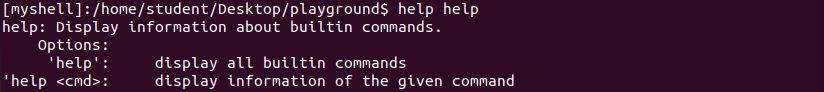 [myshell]:/home/student/Desktop/playground$ help help
help: Display information about builtin commands.
    Options:
     'help':     display all builtin commands
'help <cmd>:     display information of the given command